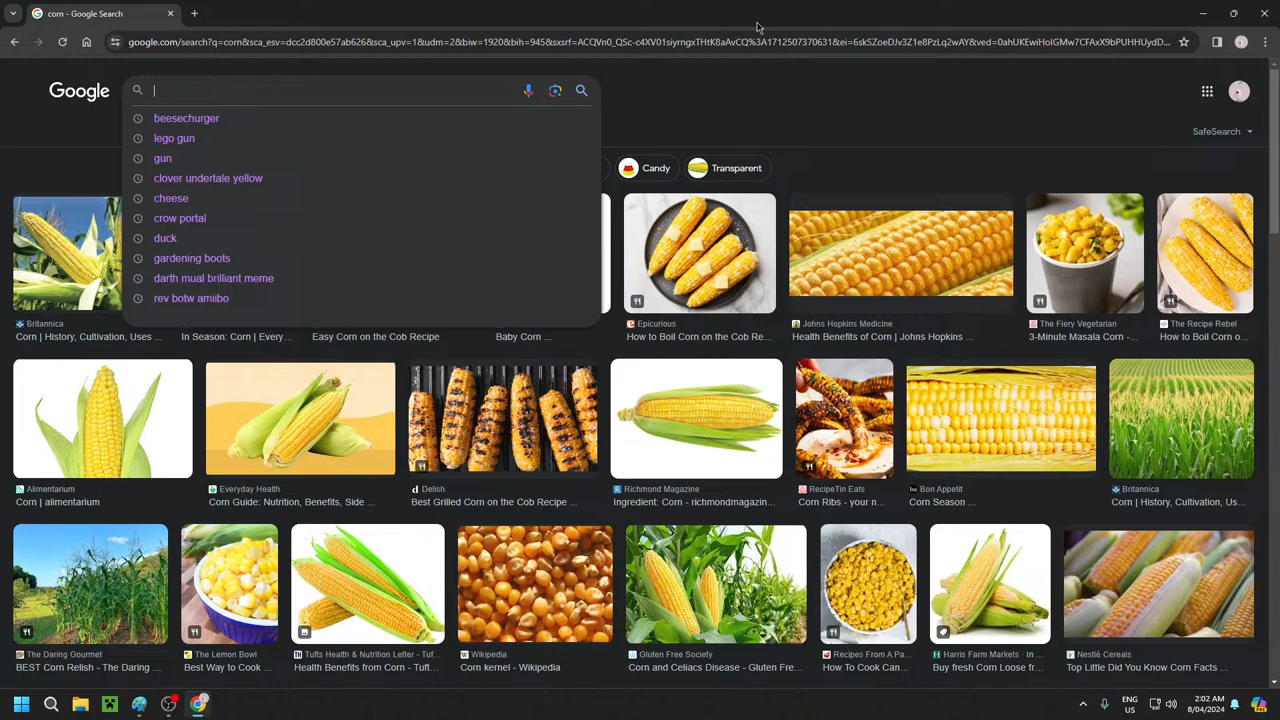 corn - Google Search
google.com/search?q=corn&sca_esv=dcc2d800e57ab626&sca_upv=1&udm=2&biw=1920&bih=945&sxsrf=ACQVn0_QSc-c4XV01siyrngxTHtK8aAvCQ%3A1712507370631&ei=6skSZoeDJv3Z1e8PzLq2wAY&ved=0ahUKEwiHoIGMw7CFAxX9bPUHHUydD...
Google
SafeSearch
beesechurger
lego gun
gun
clover undertale yellow
cheese
crow portal
duck
gardening boots
darth mual brilliant meme
rev botw amiibo
Candy
Transparent
Britannica
Epicurious
Johns Hopkins Medicine
The Fiery Vegetarian
The Recipe Rebel
Corn | History, Cultivation, Uses ...
In Season: Corn | Every...
Easy Corn on the Cob Recipe
Baby Corn ...
How to Boil Corn on the Cob Re...
Health Benefits of Corn | Johns Hopkins ...
3-Minute Masala Corn -...
How to Boil Corn o...
Alimentarium
Everyday Health
Delish
Richmond Magazine
RecipeTin Eats
Bon Appetit
Britannica
Corn | alimentarium
Corn Guide: Nutrition, Benefits, Side ...
Best Grilled Corn on the Cob Recipe ...
Ingredient: Corn - richmondmagazin...
Corn Ribs - your n...
Corn Season ...
Corn | History, Cultivation, Us...
The Daring Gourmet
The Lemon Bowl
Tufts Health & Nutrition Letter - Tuf...
Wikipedia
Gluten Free Society
Recipes From A Pa...
Harris Farm Markets · In ...
Nestlé Cereals
BEST Corn Relish - The Daring ...
Best Way to Cook ...
Health Benefits from Corn - Tuft...
Corn kernel - Wikipedia
Corn and Celiacs Disease - Gluten Fre...
How To Cook Can...
Buy fresh Corn Loose fr...
Top Little Did You Know Corn Facts ...
ENG
US
2:02 AM
8/04/2024